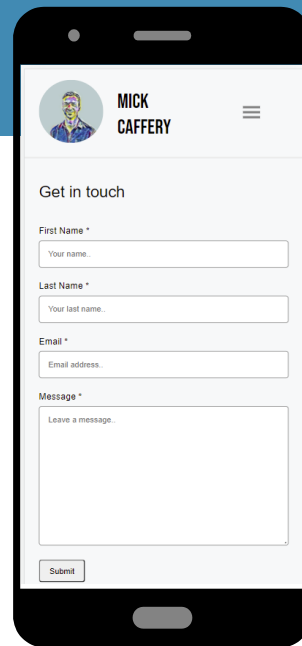 MICK
CAFFERY
Get in touch
First Name *
Your name..
Last Name *
Your last name..
Email *
Email address..
Message *
Leave a message..
Submit